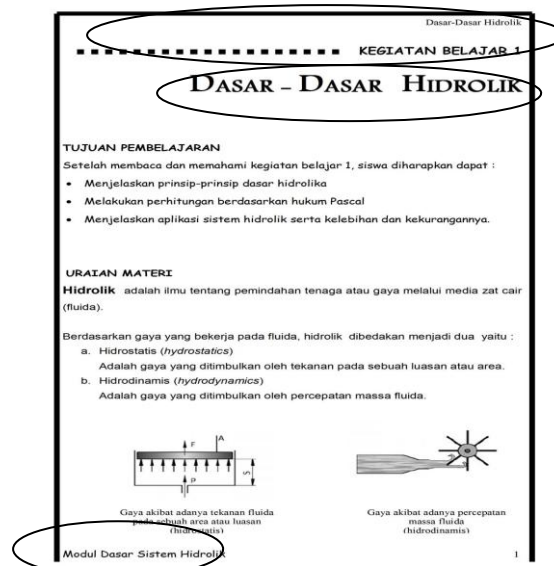 Dasar-Dasar Hidrolik
KEGIATAN BELAJAR 1
DASAR – DASAR HIDROLIK
TUJUAN PEMBELAJARAN
Setelah membaca dan memahami kegiatan belajar 1, siswa diharapkan dapat :
• Menjelaskan prinsip-prinsip dasar hidrolika
• Melakukan perhitungan berdasarkan hukum Pascal
• Menjelaskan aplikasi sistem hidrolik serta kelebihan dan kekurangannya.
URAIAN MATERI
Hidrolik adalah ilmu tentang pemindahan tenaga atau gaya melalui media zat cair
(fluida).
Berdasarkan gaya yang bekerja pada fluida, hidrolik dibedakan menjadi dua yaitu :
a. Hidrostatis (hydrostatics)
Adalah gaya yang ditimbulkan oleh tekanan pada sebuah luasan atau area.
b. Hidrodinamis (hydrodynamics)
Adalah gaya yang ditimbulkan oleh percepatan massa fluida.
F
A
S
P
Gaya akibat adanya tekanan fluida
pada sebuah area atau luasan
(hidrostatis)
Gaya akibat adanya percepatan
massa fluida
(hidrodinamis)
Modul Dasar Sistem Hidrolik
1